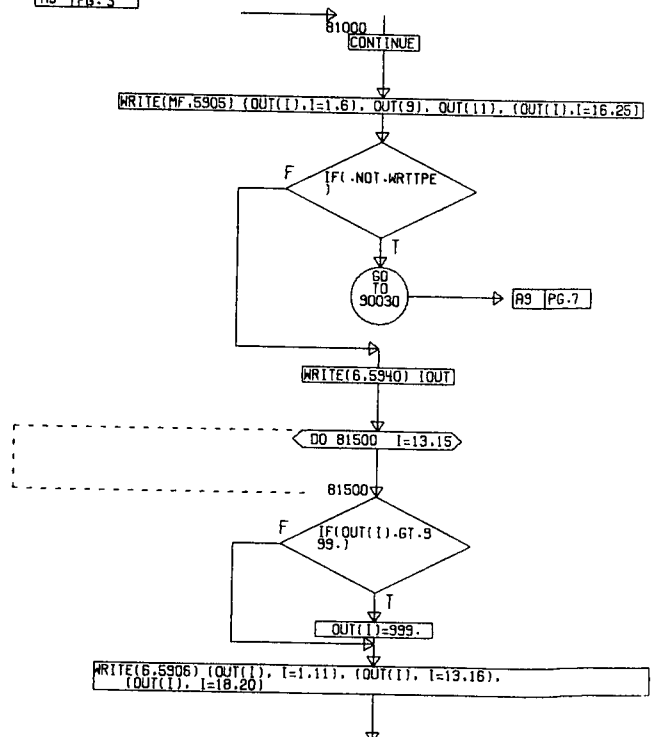 81000
CONTINUE
WRITE(MF,5905) (OUT(I),I=1,6), OUT(9), OUT(11), (OUT(I),I=16,25)
F
IF(.NOT.WRTTPE
)
T
GO
TO
90030
A9 PG.7
WRITE(6,5940) IOUT
DO 81500 I=13,15
81500
F
IF(OUT(I).GT.9
99.)
T
OUT(I)=999.
WRITE(6,5906) (OUT(I), I=1,11), (OUT(I), I=13,16),
(OUT(I), I=18,20)